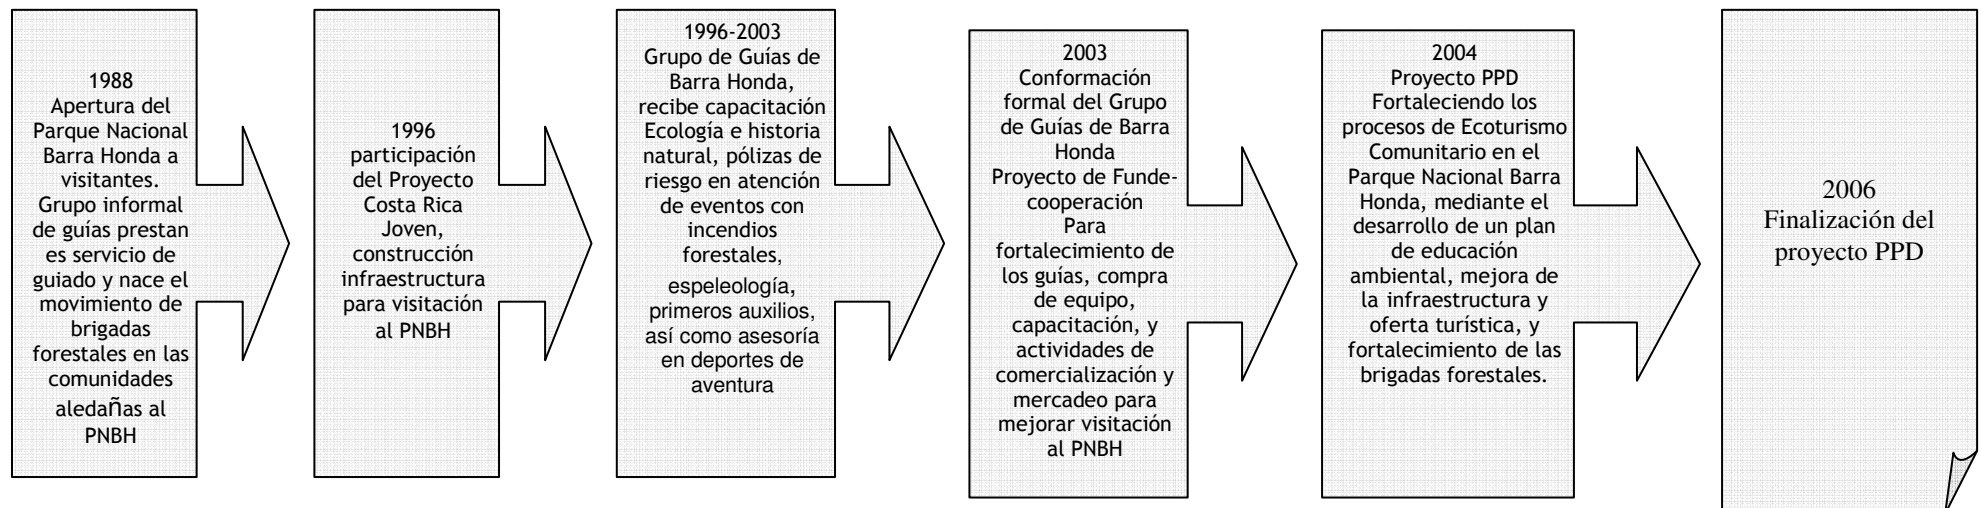 1988
Apertura del
Parque Nacional
Barra Honda a
visitantes.
Grupo informal
de guías prestan
es servicio de
guiado y nace el
movimiento de
brigadas
forestales en las
comunidades
aledañas al
PNBH
1996
participación
del Proyecto
Costa Rica
Joven,
construcción
infraestructura
para visitación
al PNBH
1996-2003
Grupo de Guías de
Barra Honda,
recibe capacitación
Ecología e historia
natural, pólizas de
riesgo en atención
de eventos con
incendios
forestales,
espeleología,
primeros auxilios,
así como asesoría
en deportes de
aventura
2003
Conformación
formal del Grupo
de Guías de Barra
Honda
Proyecto de Funde-
cooperación
Para
fortalecimiento de
los guías, compra
de equipo,
capacitación, y
actividades de
comercialización y
mercadeo para
mejorar visitación
al PNBH
2004
Proyecto PPD
Fortaleciendo los
procesos de Ecoturismo
Comunitario en el
Parque Nacional Barra
Honda, mediante el
desarrollo de un plan
de educación
ambiental, mejora de
la infraestructura y
oferta turística, y
fortalecimiento de las
brigadas forestales.
2006
Finalización del
proyecto PPD